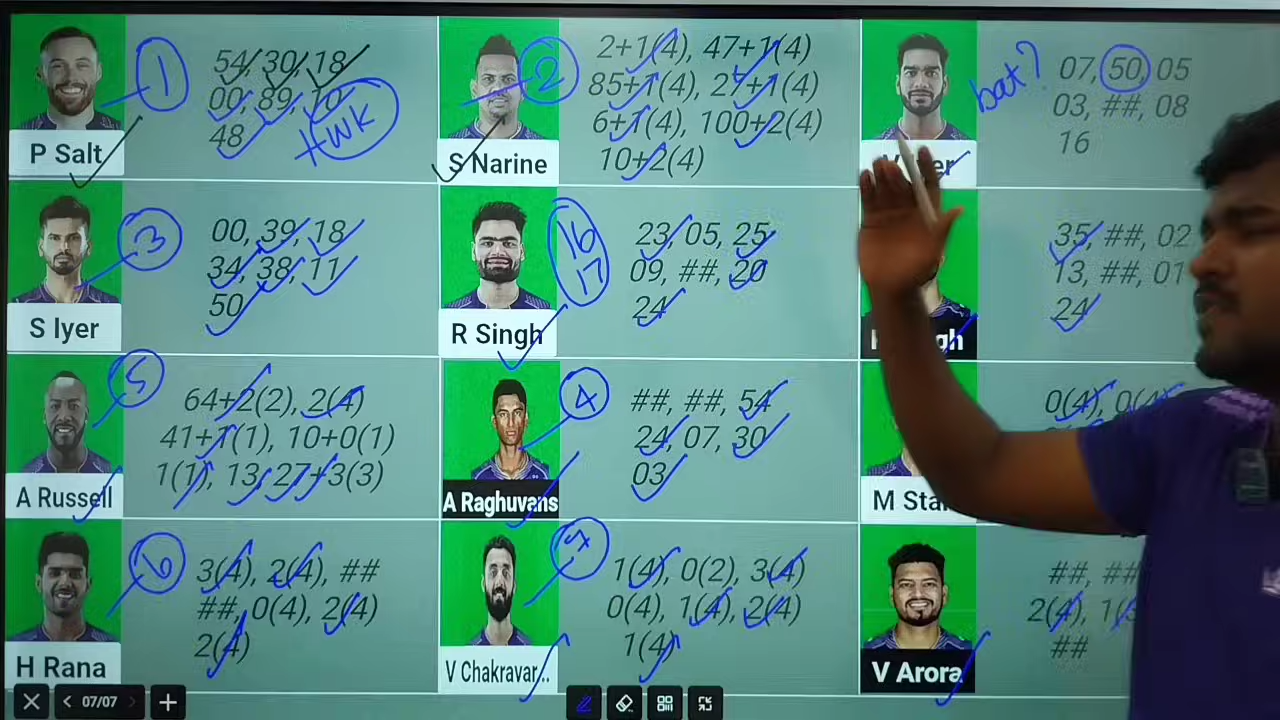 54, 30, 18
00, 89, 10
48
HWK
P Salt
1
2
2+1(4), 47+1(4)
85+1(4), 27+1(4)
6+1(4), 100+2(4)
10+2(4)
S Narine
bat?
07, 50, 05
03, ##, 08
16
3
00, 39, 18
34, 38, 11
50
S Iyer
16
17
23, 05, 25
09, ##, 20
24
R Singh
35, ##, 02
13, ##, 01
24
5
64+2(2), 2(4)
41+1(1), 10+0(1)
1(1), 13, 27+3(3)
A Russell
4
##, ##, 54
24, 07, 30
03
A Raghuvans
0(4), 0(4)
6
3(4), 2(4), ##
##, 0(4), 2(4)
2(4)
H Rana
7
1(4), 0(2), 3(4)
0(4), 1(4), 2(4)
1(4)
V Chakravar..
##, ##
2(4), 1(
##
V Arora
07/07